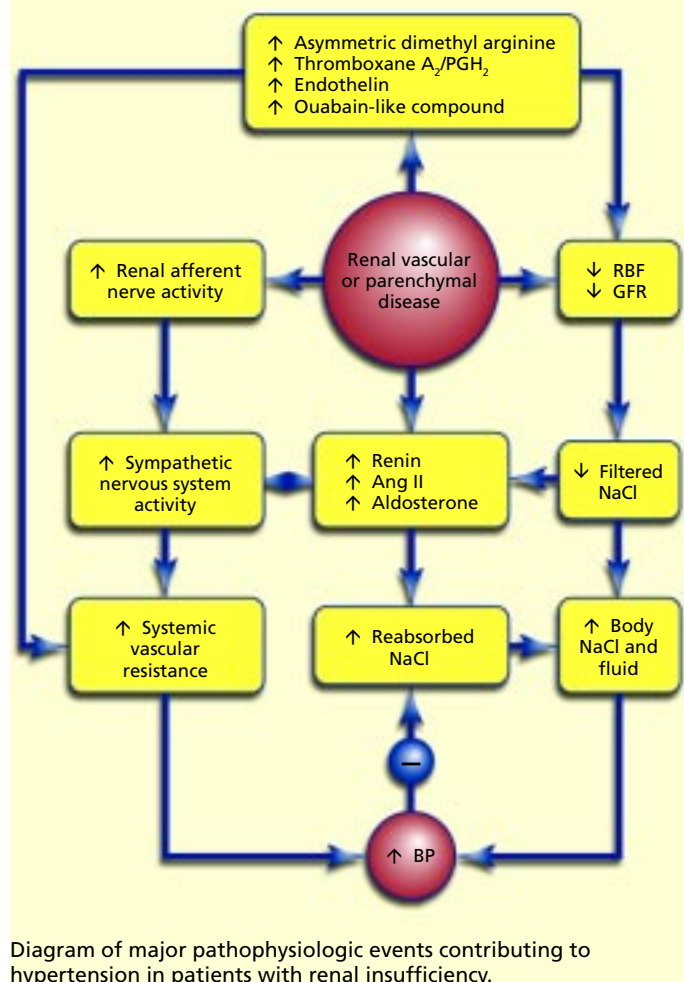 ↑ Asymmetric dimethyl arginine
↑ Thromboxane A₂/PGH₂
↑ Endothelin
↑ Ouabain-like compound
↑ Renal afferent
nerve activity
Renal vascular
or parenchymal
disease
↓ RBF
↓ GFR
↑ Sympathetic
nervous system
activity
↑ Renin
↑ Ang II
↑ Aldosterone
↓ Filtered
NaCl
↑ Systemic
vascular
resistance
↑ Reabsorbed
NaCl
↑ Body
NaCl and
fluid
−
↑ BP
Diagram of major pathophysiologic events contributing to
hypertension in patients with renal insufficiency.